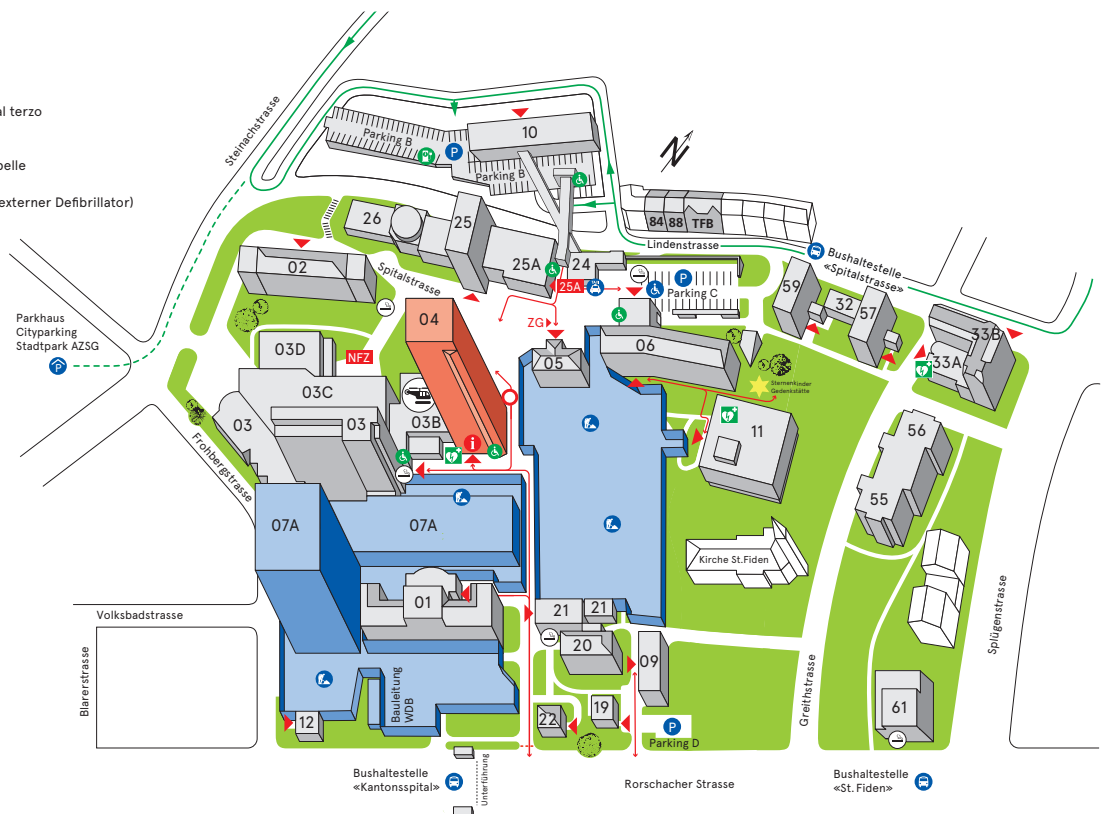 al terzo
pelle
externer Defibrillator)
Steinachstrasse
Parking B
10
Parking B
N
84 88 TFB
Lindenstrasse
Bushaltestelle
«Spitalstrasse»
26
25
25A
24
25A
02
Spitalstrasse
Parking C
ZG
59
32
57
33B
33A
Parkhaus
Cityparking
Stadtpark AZSG
P
04
NFZ
03D
05
06
Sternenkinder
Gedenkstätte
03C
03
03
03B
i
11
56
55
Frohbergstrasse
07A
07A
Kirche St.Fiden
01
21
21
20
09
Volksbadstrasse
Blarerstrasse
Bauleitung
WDB
12
22
19
P
Parking D
61
Greithstrasse
Splügenstrasse
Unterführung
Bushaltestelle
«Kantonsspital»
Rorschacher Strasse
Bushaltestelle
«St. Fiden»
P
P